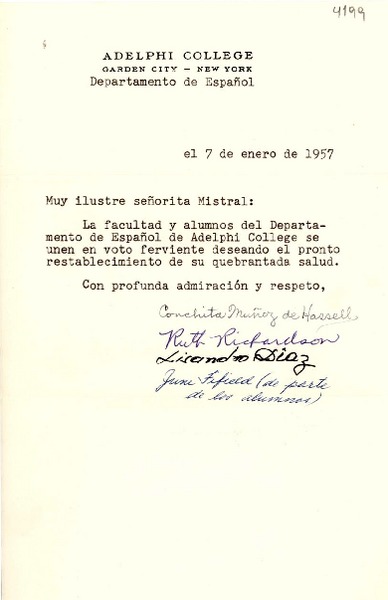 4199
ADELPHI COLLEGE
GARDEN CITY – NEW YORK
Departamento de Español
el 7 de enero de 1957
Muy ilustre señorita Mistral:
La facultad y alumnos del Departa-
mento de Español de Adelphi College se
unen en voto ferviente deseando el pronto
restablecimiento de su quebrantada salud.
Con profunda admiración y respeto,
Conchita Muñoz de Hassell
Ruth Richardson
Lisandro Díaz
June Fifield (de parte
de los alumnos)